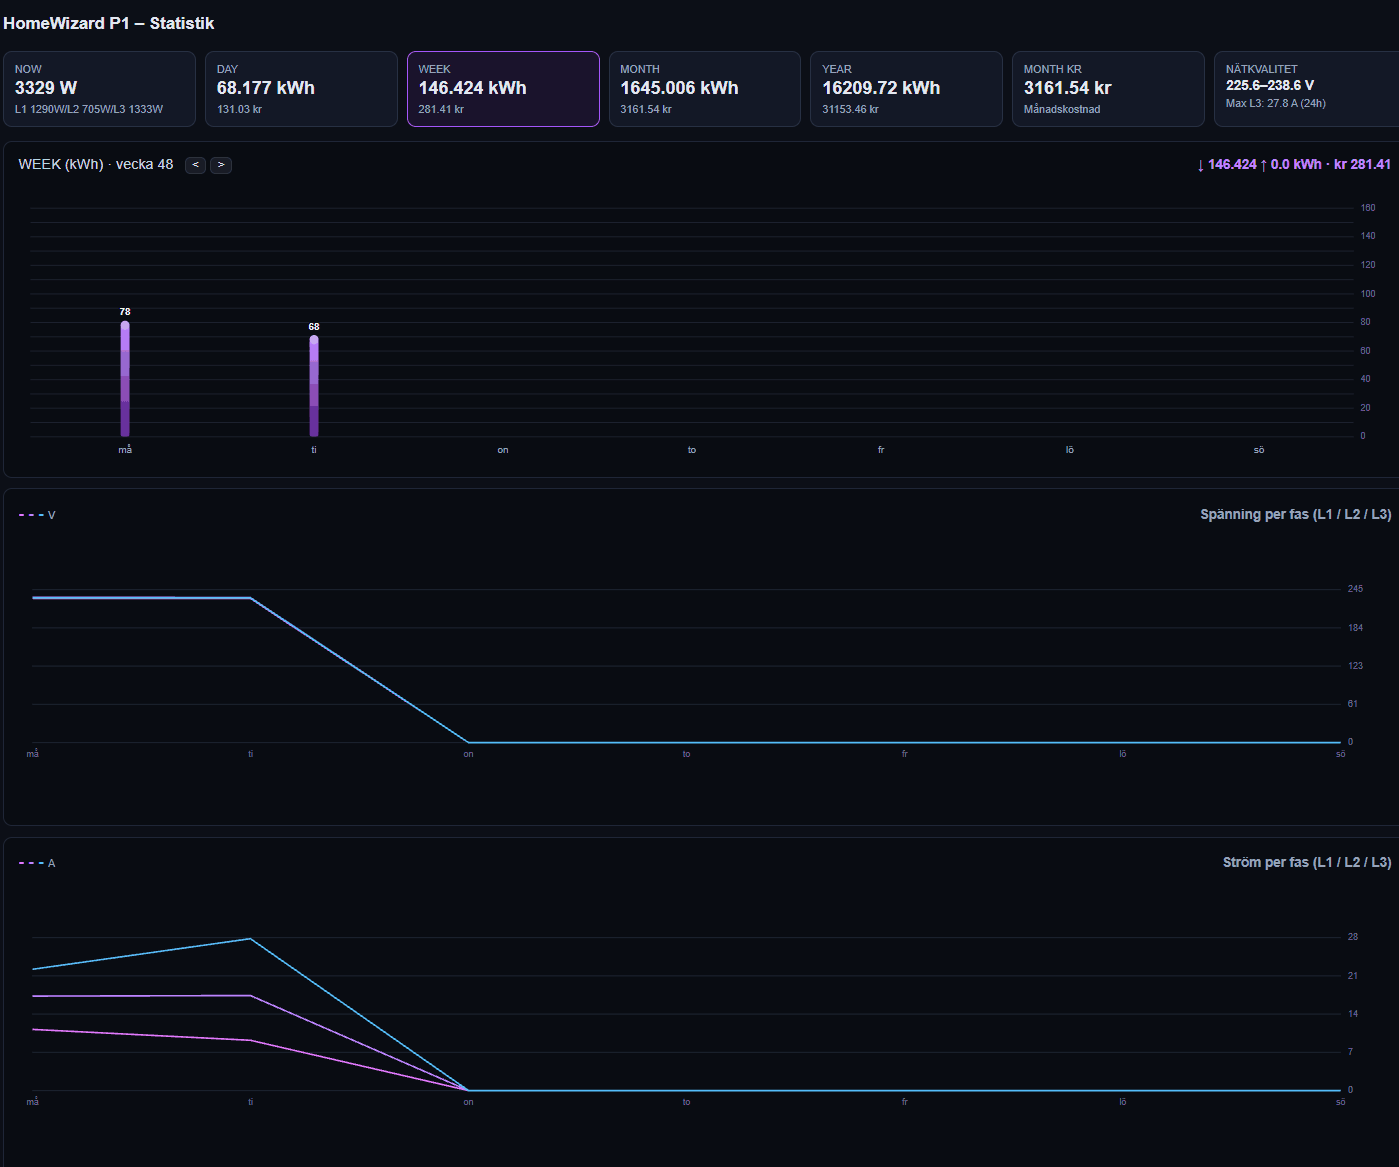 HomeWizard P1 – Statistik
NOW
3329 W
L1 1290W/L2 705W/L3 1333W
DAY
68.177 kWh
131.03 kr
WEEK
146.424 kWh
281.41 kr
MONTH
1645.006 kWh
3161.54 kr
YEAR
16209.72 kWh
31153.46 kr
MONTH KR
3161.54 kr
Månadskostnad
NÄTKVALITET
225.6–238.6 V
Max L3: 27.8 A (24h)
WEEK (kWh) · vecka 48 < >
↓ 146.424 ↑ 0.0 kWh · kr 281.41
160
140
120
100
80
60
40
20
0
78
68
må ti on to fr lö sö
V
Spänning per fas (L1 / L2 / L3)
245
184
123
61
0
må ti on to fr lö sö
A
Ström per fas (L1 / L2 / L3)
28
21
14
7
0
må ti on to fr lö sö